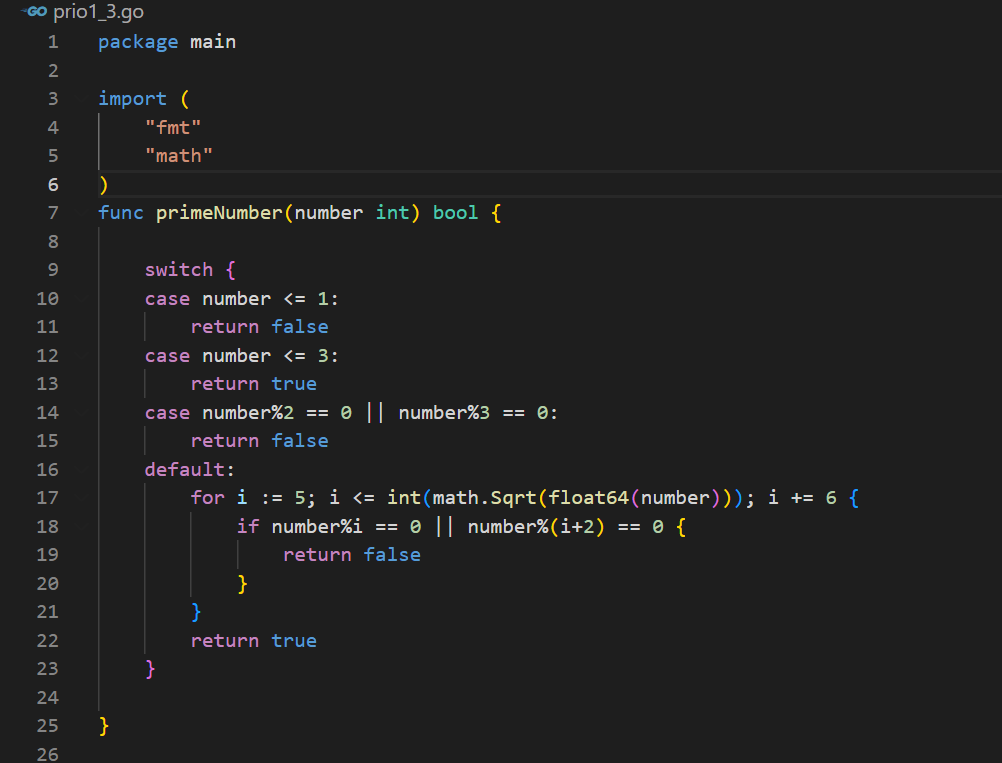 GO prio1_3.go
1 package main
2
3 import (
4 "fmt"
5 "math"
6 )
7 func primeNumber(number int) bool {
8
9 switch {
10 case number <= 1:
11 return false
12 case number <= 3:
13 return true
14 case number%2 == 0 || number%3 == 0:
15 return false
16 default:
17 for i := 5; i <= int(math.Sqrt(float64(number))); i += 6 {
18 if number%i == 0 || number%(i+2) == 0 {
19 return false
20 }
21 }
22 return true
23 }
24
25 }
26